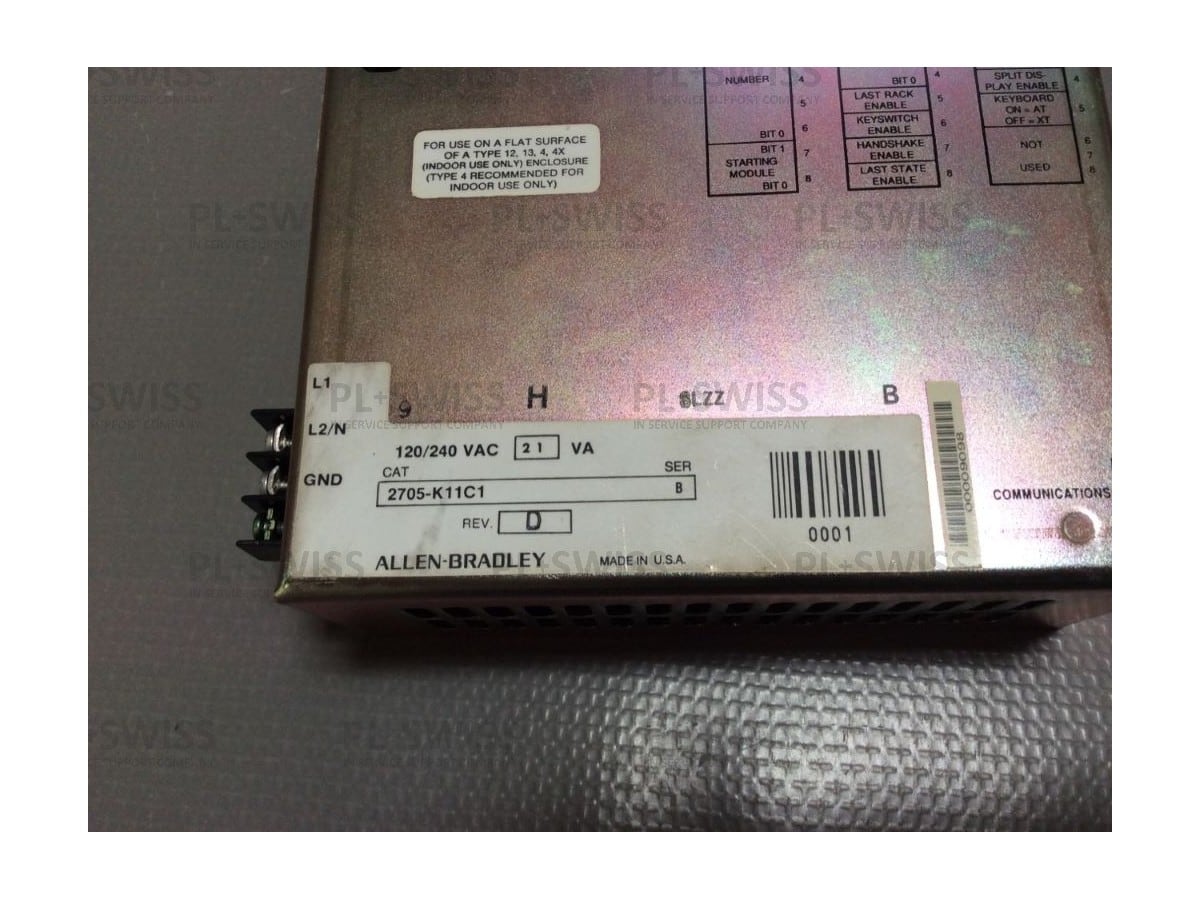 NUMBER 4
5
BIT 0 6
BIT 1 7
STARTING
MODULE
BIT 0 8
BIT 0 4
LAST RACK
ENABLE 5
KEYSWITCH
ENABLE 6
HANDSHAKE
ENABLE 7
LAST STATE
ENABLE 8
SPLIT DIS-
PLAY ENABLE 4
KEYBOARD
ON = AT 5
OFF = XT
NOT 6
7
USED 8
FOR USE ON A FLAT SURFACE
OF A TYPE 12, 13, 4, 4X
(INDOOR USE ONLY) ENCLOSURE
(TYPE 4 RECOMMENDED FOR
INDOOR USE ONLY)
L1
9 H B
L2/N
120/240 VAC 21 VA
GND
CAT SER
2705-K11C1 B
REV. D
ALLEN-BRADLEY MADE IN U.S.A.
0001
00009098
COMMUNICATIONS
PL+SWISS
IN SERVICE SUPPORT COMPANY